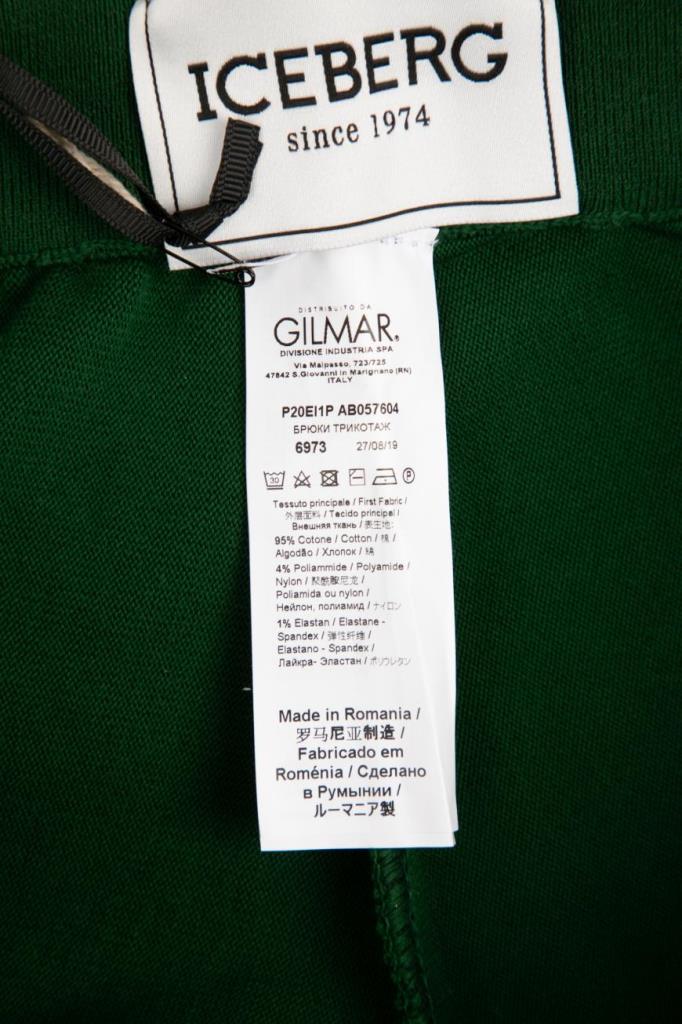 ICEBERG
since 1974
DISTRIBUITO DA
GILMAR®
DIVISIONE INDUSTRIA SPA
Via Malpasso, 723/725
47842 S.Giovanni in Marignano (RN)
ITALY
P20EI1P AB057604
БРЮКИ ТРИКОТАЖ
6973 27/08/19
30 P
Tessuto principale / First Fabric /
外层面料 / Tecido principal /
Внешняя ткань / 表生地:
95% Cotone / Cotton / 棉 /
Algodão / Хлопок / 綿
4% Poliammide / Polyamide /
Nylon / 聚酰胺尼龙 /
Poliamida ou nylon /
Нейлон, полиамид / ナイロン
1% Elastan / Elastane -
Spandex / 弹性纤维 /
Elastano - Spandex /
Лайкра- Эластан / ポリウレタン
Made in Romania /
罗马尼亚制造 /
Fabricado em
Roménia / Сделано
в Румынии /
ルーマニア製